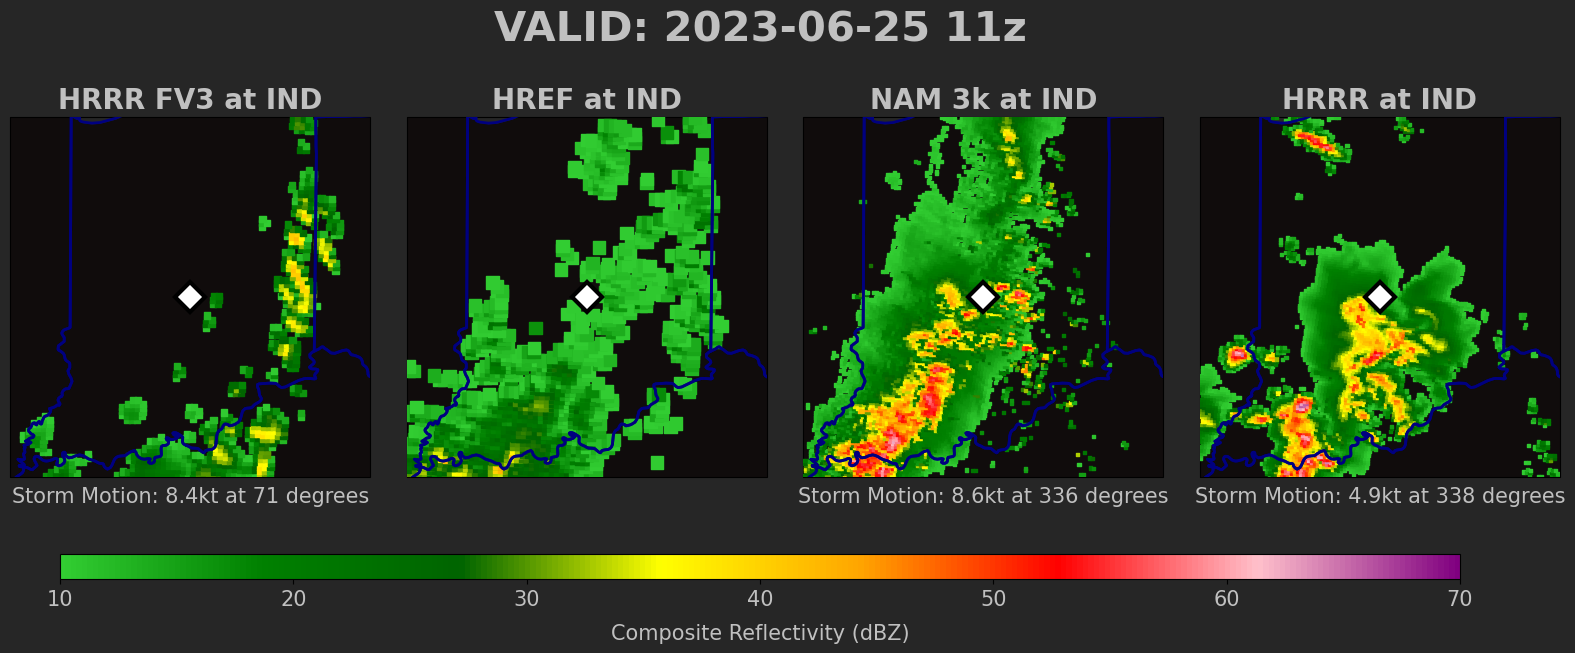 VALID: 2023-06-25 11z
HRRR FV3 at IND
HREF at IND
NAM 3k at IND
HRRR at IND
Storm Motion: 8.4kt at 71 degrees
Storm Motion: 8.6kt at 336 degrees
Storm Motion: 4.9kt at 338 degrees
10 20 30 40 50 60 70
Composite Reflectivity (dBZ)